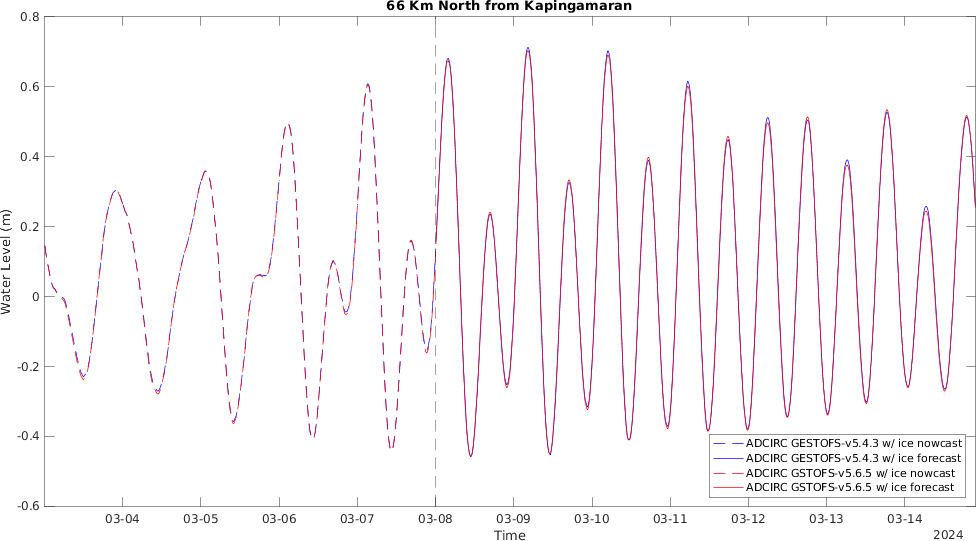 66 Km North from Kapingamaran
Water Level (m)
0.8
0.6
0.4
0.2
0
-0.2
-0.4
-0.6
03-04 03-05 03-06 03-07 03-08 03-09 03-10 03-11 03-12 03-13 03-14
Time
2024
ADCIRC GESTOFS-v5.4.3 w/ ice nowcast
ADCIRC GESTOFS-v5.4.3 w/ ice forecast
ADCIRC GSTOFS-v5.6.5 w/ ice nowcast
ADCIRC GSTOFS-v5.6.5 w/ ice forecast